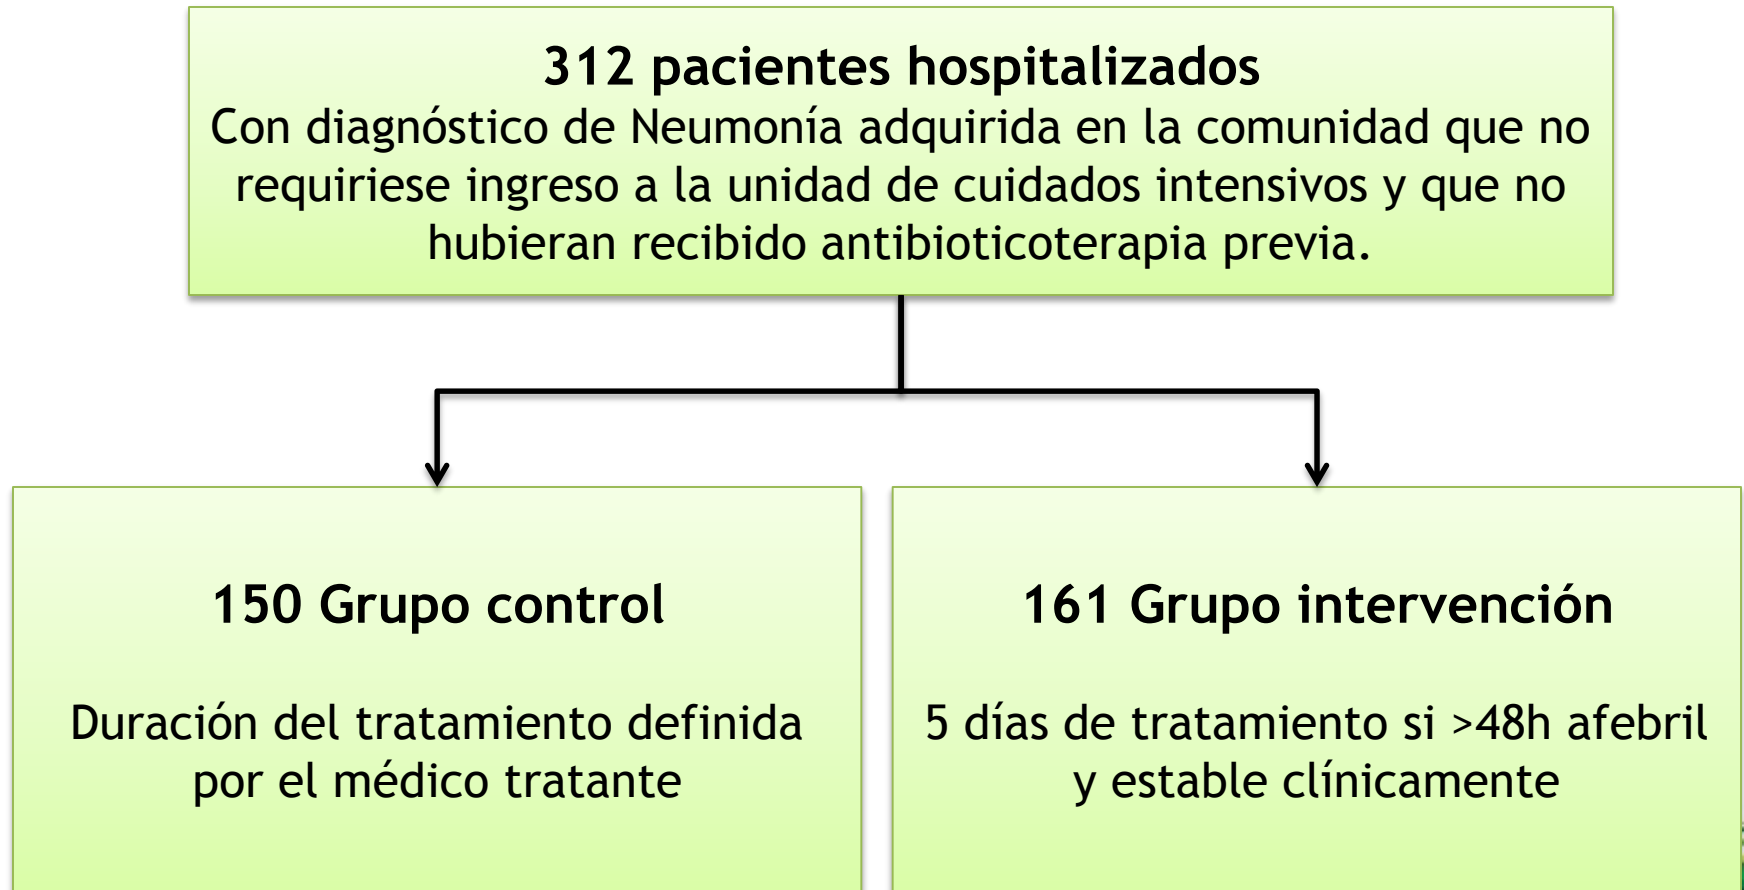 312 pacientes hospitalizados
Con diagnóstico de Neumonía adquirida en la comunidad que no
requiriese ingreso a la unidad de cuidados intensivos y que no
hubieran recibido antibioticoterapia previa.
150 Grupo control
Duración del tratamiento definida
por el médico tratante
161 Grupo intervención
5 días de tratamiento si >48h afebril
y estable clínicamente